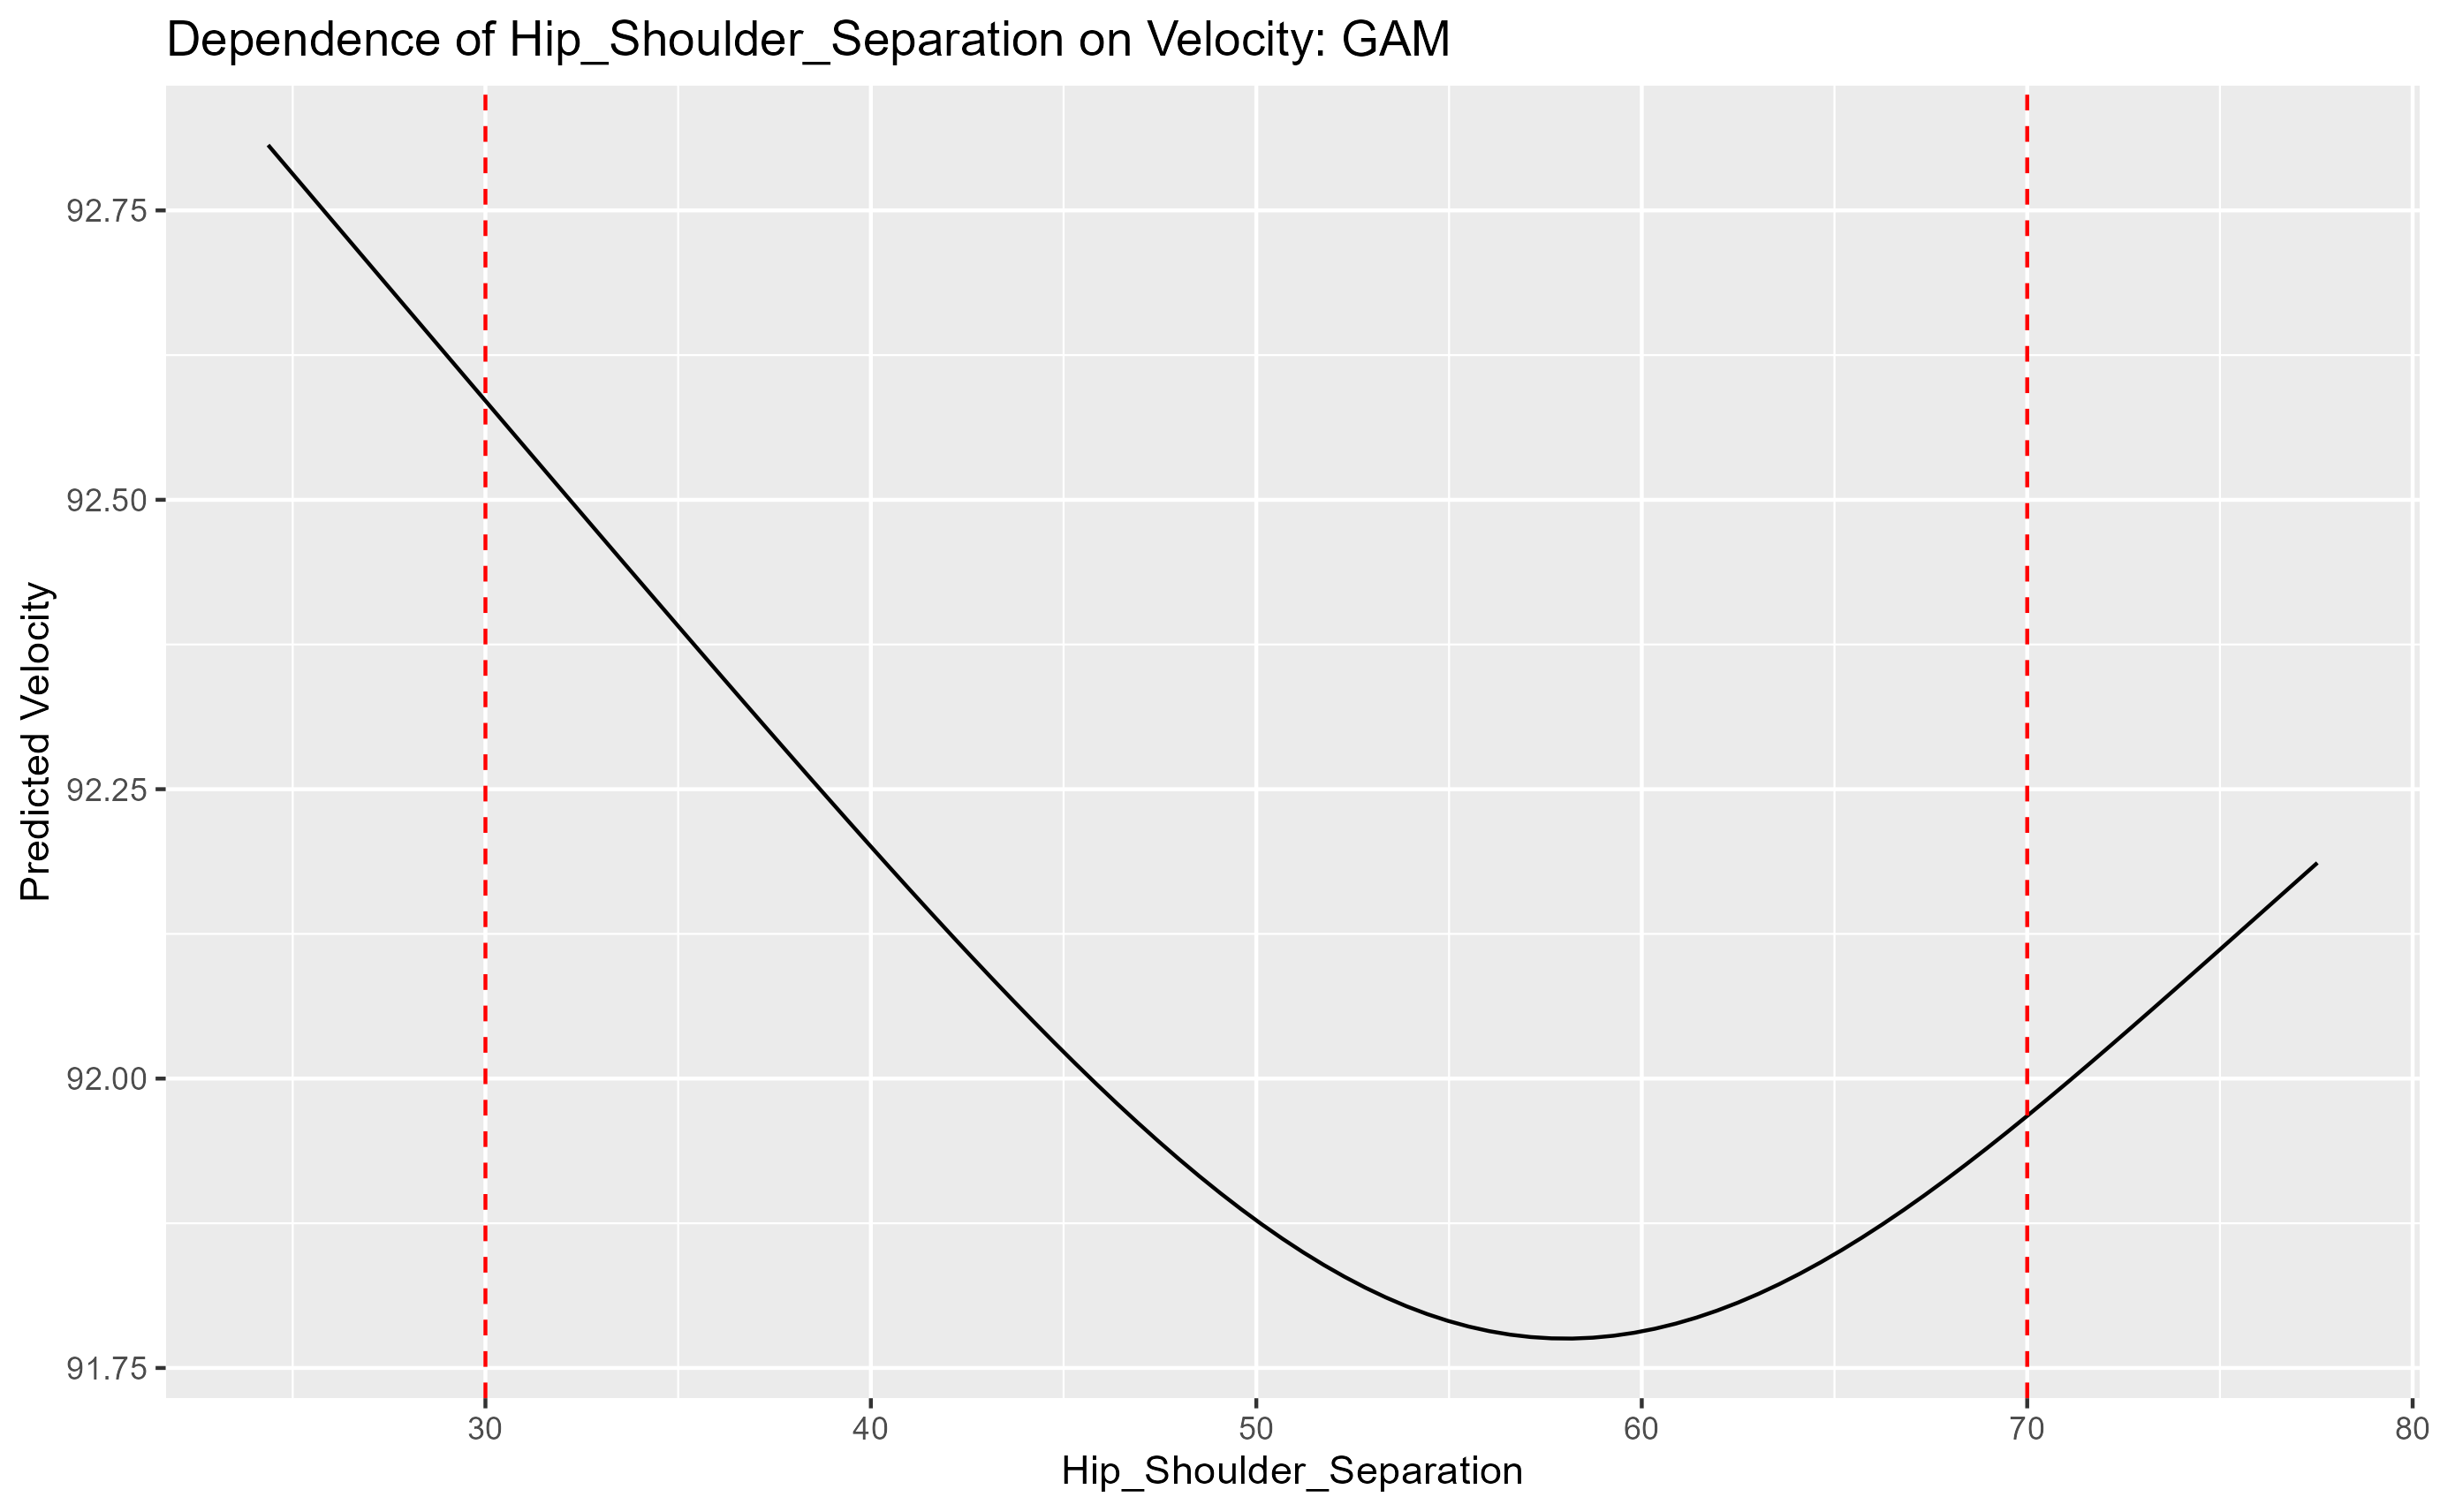 Dependence of Hip_Shoulder_Separation on Velocity: GAM
Predicted Velocity
92.75
92.50
92.25
92.00
91.75
30 40 50 60 70 80
Hip_Shoulder_Separation